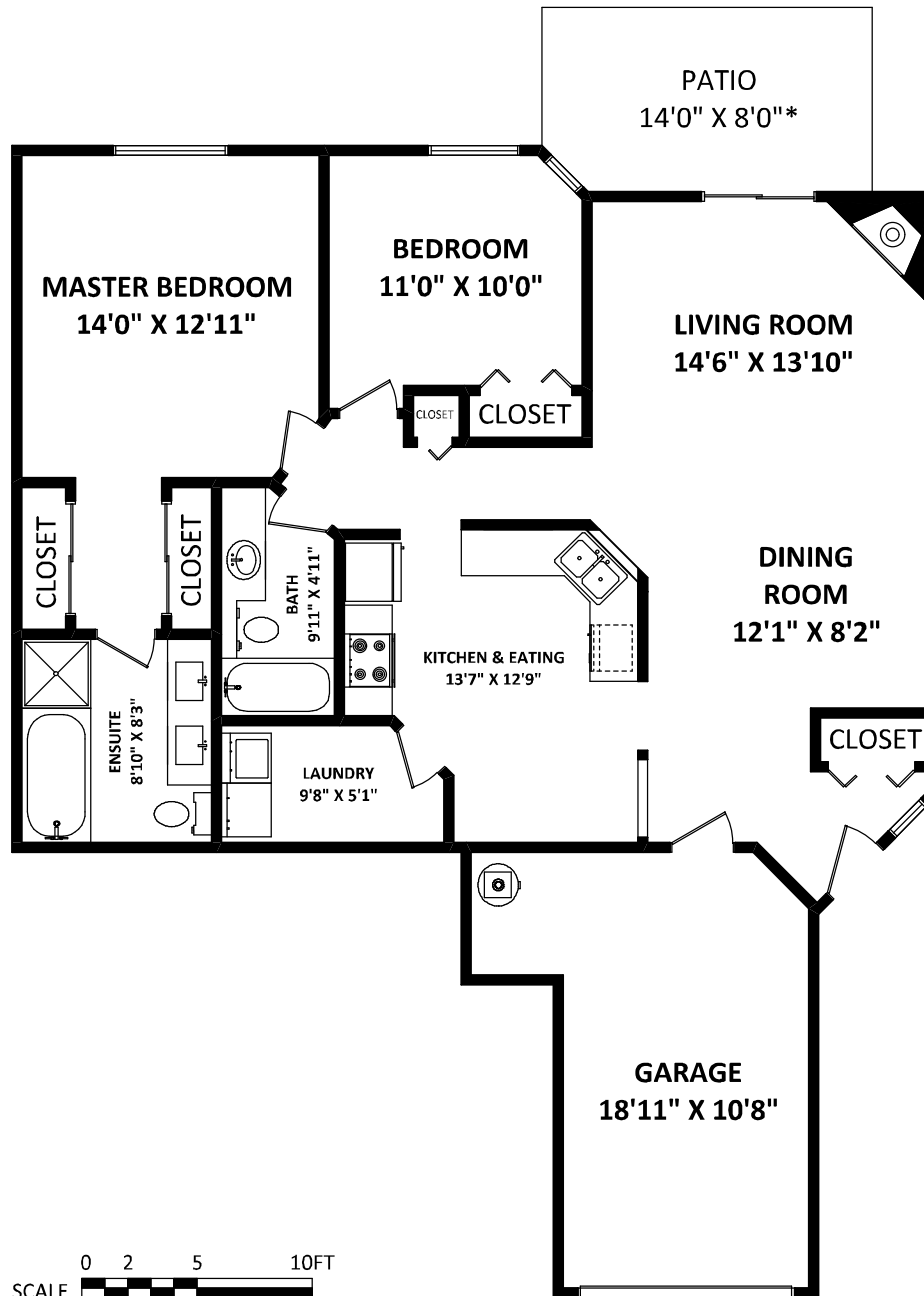 PATIO
14'0" X 8'0"*
BEDROOM
11'0" X 10'0"
MASTER BEDROOM
14'0" X 12'11"
LIVING ROOM
14'6" X 13'10"
CLOSET
CLOSET
CLOSET
CLOSET
BATH
9'11" X 4'11"
DINING
ROOM
12'1" X 8'2"
KITCHEN & EATING
13'7" X 12'9"
ENSUITE
8'10" X 8'3"
LAUNDRY
9'8" X 5'1"
CLOSET
GARAGE
18'11" X 10'8"
0 2 5 10FT
SCALE